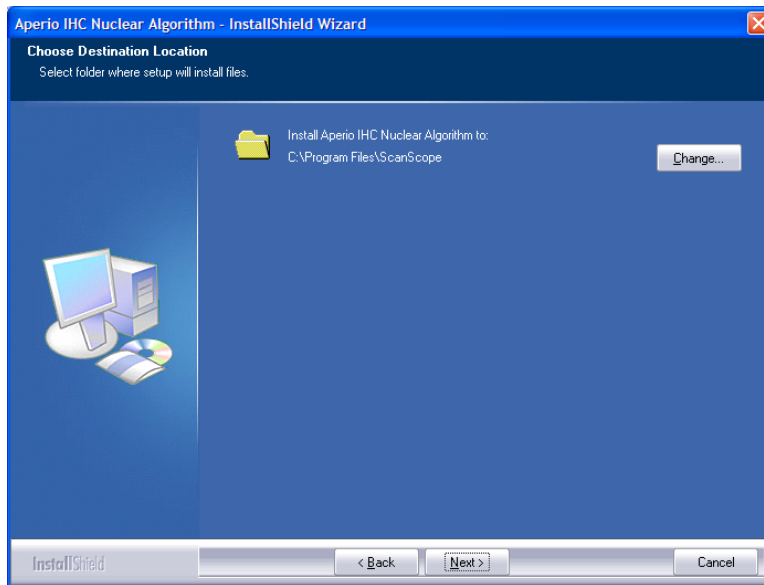 Aperio IHC Nuclear Algorithm - InstallShield Wizard
Choose Destination Location
Select folder where setup will install files.
Install Aperio IHC Nuclear Algorithm to:
C:\Program Files\ScanScope
Change...
InstallShield
< Back
Next >
Cancel